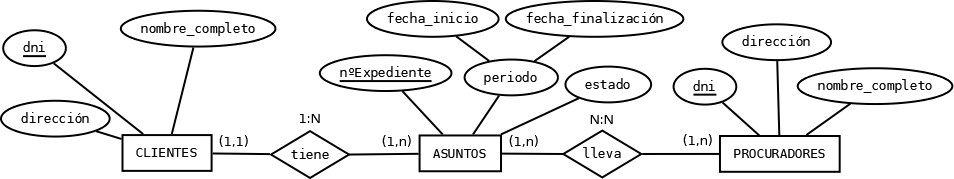 fecha_inicio
fecha_finalización
nombre_completo
dni
dirección
nºExpediente
periodo
estado
dni
nombre_completo
dirección
1:N
N:N
CLIENTES
(1,1)
tiene
(1,n)
ASUNTOS
(1,n)
lleva
(1,n)
PROCURADORES